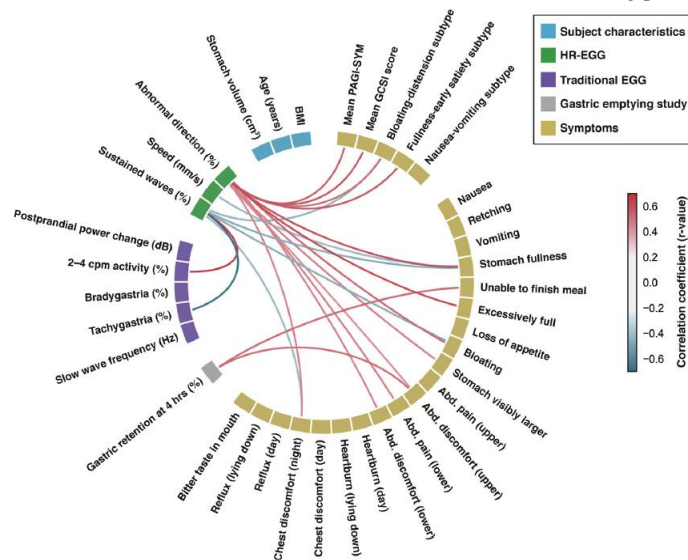 Subject characteristics
HR-EGG
Traditional EGG
Gastric emptying study
Symptoms
Stomach volume (cm³)
Age (years)
BMI
Mean PAGI-SYM
Mean GCSI score
Bloating-distension subtype
Fullness-early satiety subtype
Nausea-vomiting subtype
Abnormal direction (%)
Speed (mm/s)
Sustained waves (%)
Postprandial power change (dB)
2–4 cpm activity (%)
Bradygastria (%)
Tachygastria (%)
Slow wave frequency (Hz)
Gastric retention at 4 hrs (%)
Nausea
Retching
Vomiting
Stomach fullness
Unable to finish meal
Excessively full
Loss of appetite
Bloating
Stomach visibly larger
Abd. pain (upper)
Abd. discomfort (upper)
Abd. pain (lower)
Abd. discomfort (lower)
Heartburn (day)
Heartburn (lying down)
Chest discomfort (day)
Chest discomfort (night)
Reflux (day)
Reflux (lying down)
Bitter taste in mouth
0.6
0.4
0.2
0.0
−0.2
−0.4
−0.6
Correlation coefficient (r-value)